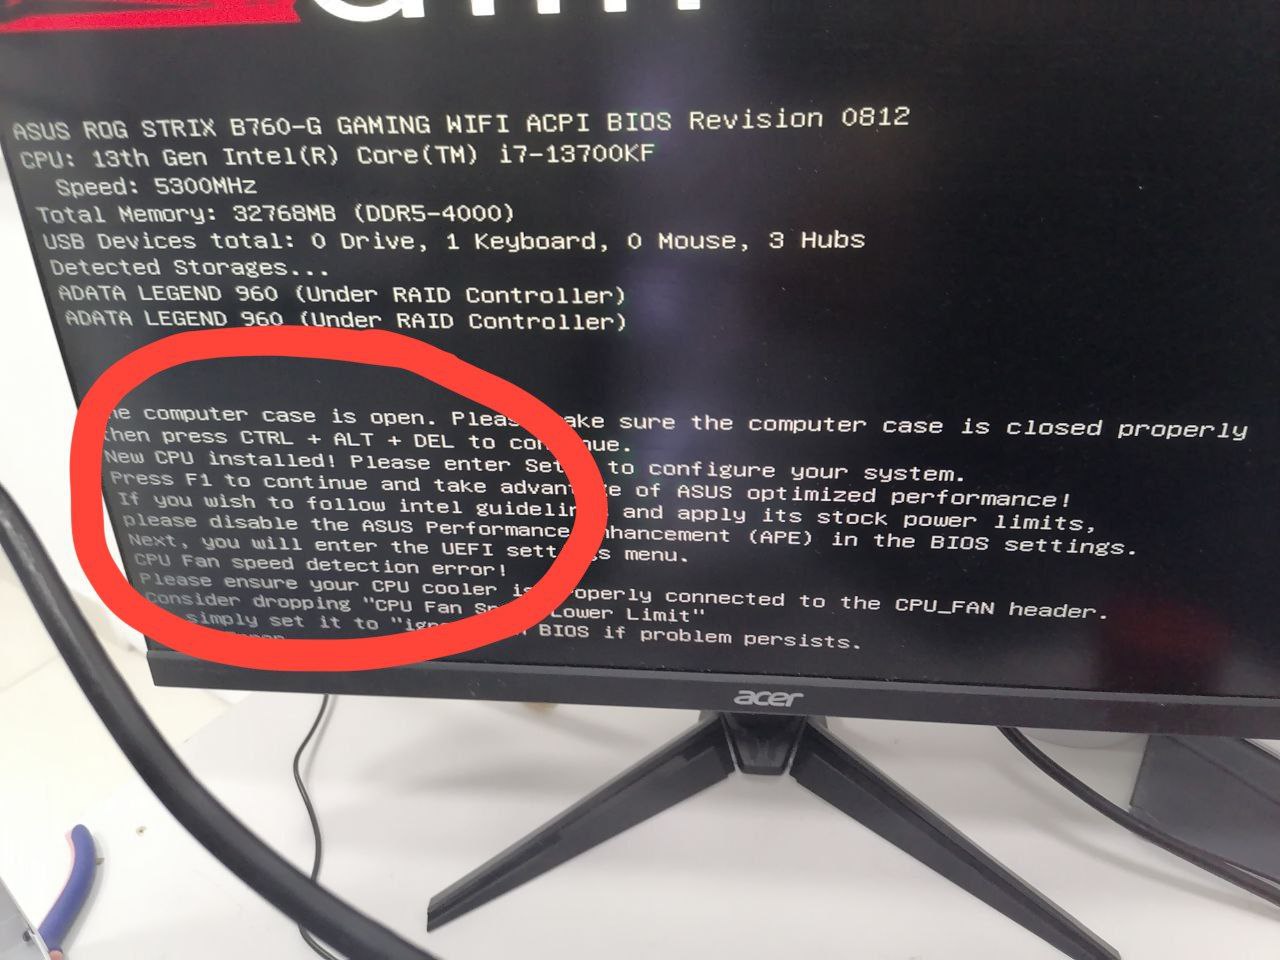 ASUS ROG STRIX B760-G GAMING WIFI ACPI BIOS Revision 0812
CPU: 13th Gen Intel(R) Core(TM) i7-13700KF
Speed: 5300MHz
Total Memory: 32768MB (DDR5-4000)
USB Devices total: 0 Drive, 1 Keyboard, 0 Mouse, 3 Hubs
Detected Storages...
ADATA LEGEND 960 (Under RAID Controller)
ADATA LEGEND 960 (Under RAID Controller)
computer case is open. sure the computer case is closed properly
then press CTRL + ALT + DEL to
New CPU installed! Please enter to configure your system.
Press F1 to continue and take of ASUS optimized performance!
If you wish to follow intel and apply its stock power limits,
please disable the ASUS Performance (APE) in the BIOS settings.
Next, you will enter the UEFI menu.
CPU Fan speed detection error!
Please ensure your CPU cooler connected to the CPU_FAN header.
Consider dropping "CPU Fan Lower Limit"
simply set it to BIOS if problem persists.
acer